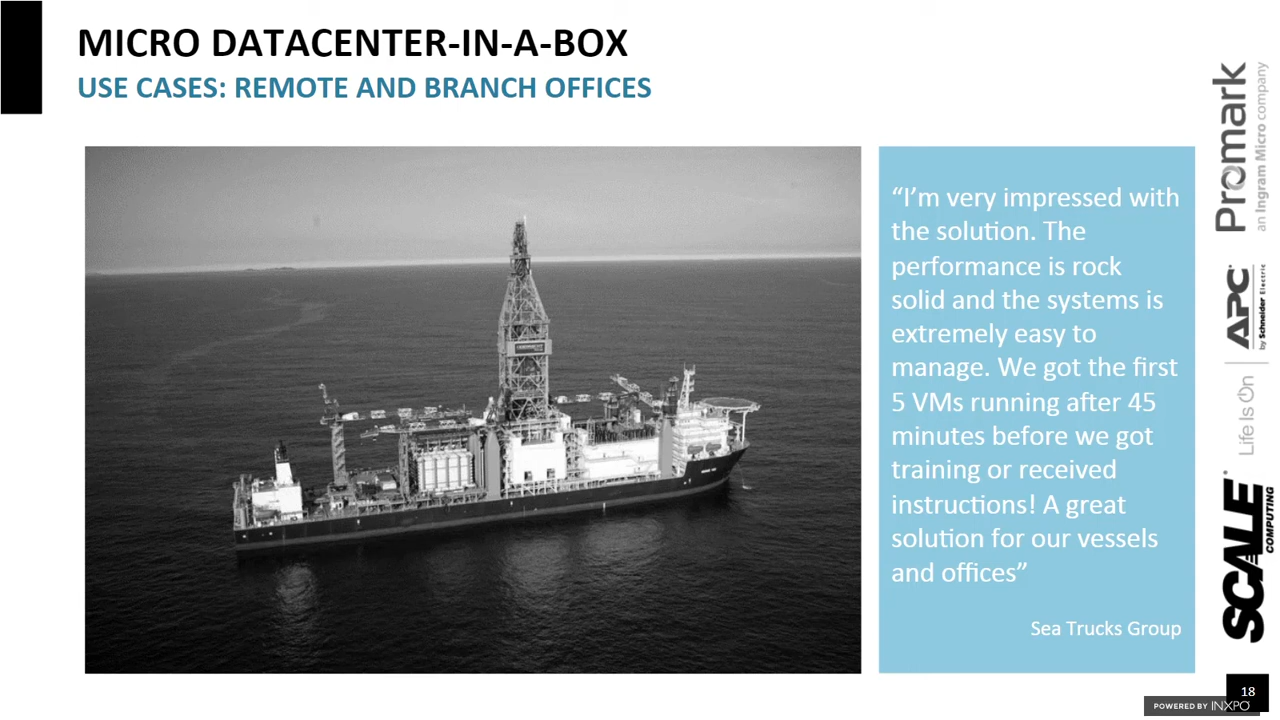 MICRO DATACENTER-IN-A-BOX
USE CASES: REMOTE AND BRANCH OFFICES
“I’m very impressed with
the solution. The
performance is rock
solid and the systems is
extremely easy to
manage. We got the first
5 VMs running after 45
minutes before we got
training or received
instructions! A great
solution for our vessels
and offices”
Sea Trucks Group
Promark
an Ingram Micro company
APC
by Schneider Electric
Life Is On
SCALE
COMPUTING
18
POWERED BY INXPO